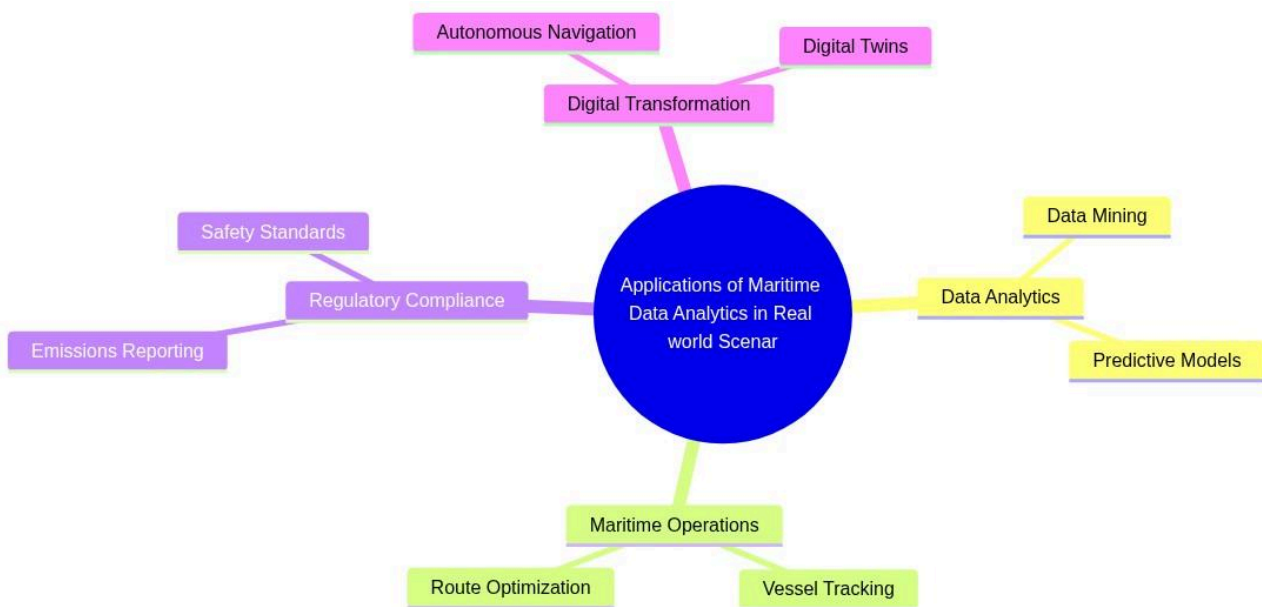 Autonomous Navigation
Digital Twins
Digital Transformation
Data Mining
Safety Standards
Applications of Maritime
Data Analytics in Real
world Scenar
Regulatory Compliance
Data Analytics
Emissions Reporting
Predictive Models
Maritime Operations
Route Optimization
Vessel Tracking